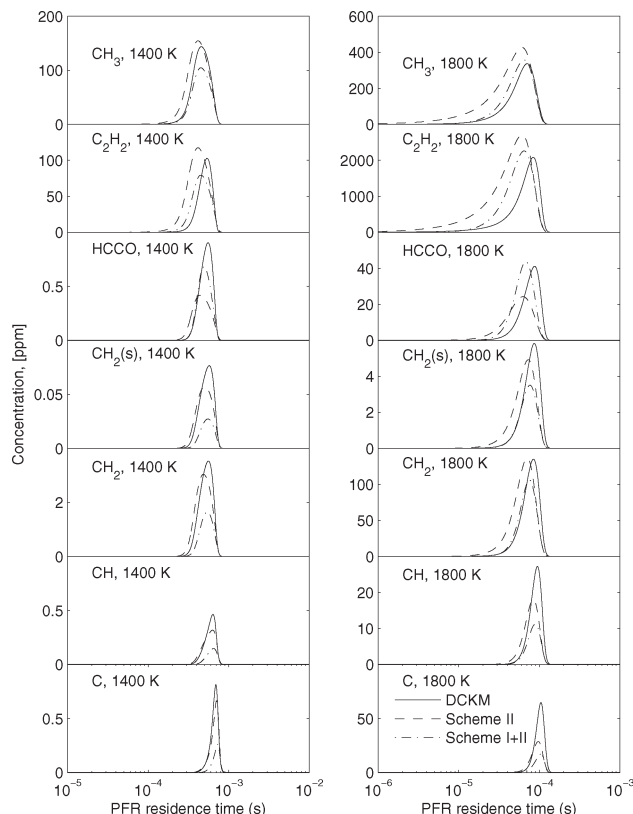 200
150
100
50
0
CH3, 1400 K
100
50
0
C2H2, 1400 K
HCCO, 1400 K
0.5
0
CH2(s), 1400 K
0.05
0
CH2, 1400 K
2
0
CH, 1400 K
0.5
0
C, 1400 K
0.5
0
10−5
10−4
10−3
10−2
PFR residence time (s)
Concentration, [ppm]
600
400
200
0
CH3, 1800 K
C2H2, 1800 K
2000
1000
0
HCCO, 1800 K
40
20
0
CH2(s), 1800 K
4
2
0
CH2, 1800 K
100
50
0
CH, 1800 K
20
10
0
C, 1800 K
DCKM
Scheme II
Scheme I+II
50
0
10−6
10−5
10−4
10−3
PFR residence time (s)